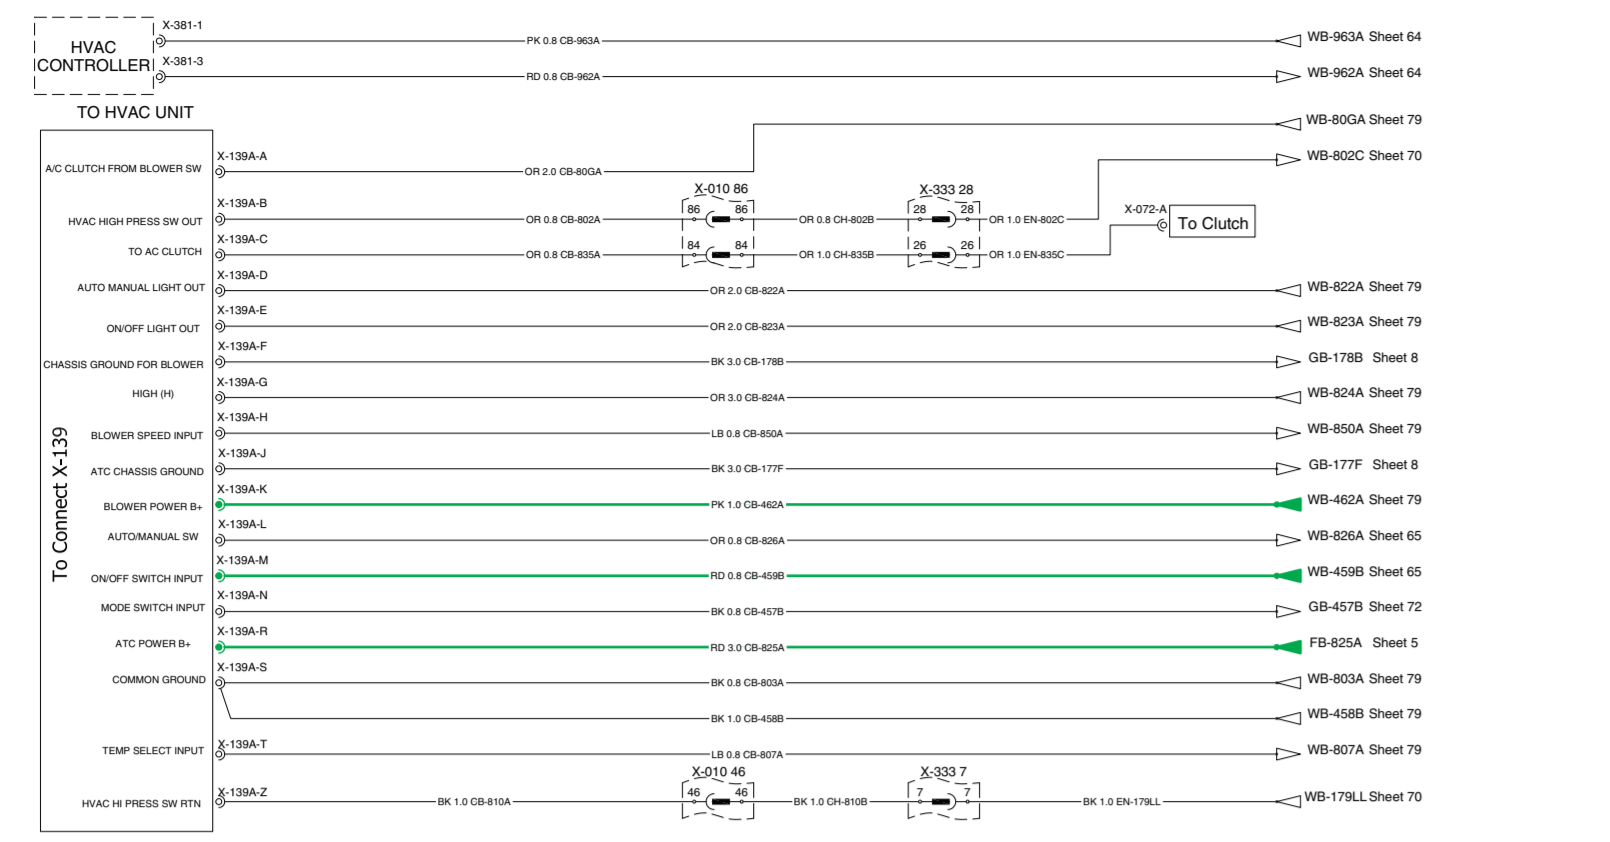 X-381-1
HVAC
CONTROLLER
X-381-3
PK 0.8 CB-963A
WB-963A Sheet 64
RD 0.8 CB-962A
WB-962A Sheet 64
TO HVAC UNIT
To Connect X-139
WB-80GA Sheet 79
A/C CLUTCH FROM BLOWER SW
X-139A-A
OR 2.0 CB-80GA
WB-802C Sheet 70
X-010 86
X-333 28
HVAC HIGH PRESS SW OUT
X-139A-B
OR 0.8 CB-802A
86
86
OR 0.8 CH-802B
28
28
OR 1.0 EN-802C
X-072-A
To Clutch
TO AC CLUTCH
X-139A-C
OR 0.8 CB-835A
84
84
OR 1.0 CH-835B
26
26
OR 1.0 EN-835C
AUTO MANUAL LIGHT OUT
X-139A-D
OR 2.0 CB-822A
WB-822A Sheet 79
ON/OFF LIGHT OUT
X-139A-E
OR 2.0 CB-823A
WB-823A Sheet 79
CHASSIS GROUND FOR BLOWER
X-139A-F
BK 3.0 CB-178B
GB-178B Sheet 8
HIGH (H)
X-139A-G
OR 3.0 CB-824A
WB-824A Sheet 79
BLOWER SPEED INPUT
X-139A-H
LB 0.8 CB-850A
WB-850A Sheet 79
ATC CHASSIS GROUND
X-139A-J
BK 3.0 CB-177F
GB-177F Sheet 8
BLOWER POWER B+
X-139A-K
PK 1.0 CB-462A
WB-462A Sheet 79
AUTO/MANUAL SW
X-139A-L
OR 0.8 CB-826A
WB-826A Sheet 65
ON/OFF SWITCH INPUT
X-139A-M
RD 0.8 CB-459B
WB-459B Sheet 65
MODE SWITCH INPUT
X-139A-N
BK 0.8 CB-457B
GB-457B Sheet 72
ATC POWER B+
X-139A-R
RD 3.0 CB-825A
FB-825A Sheet 5
COMMON GROUND
X-139A-S
BK 0.8 CB-803A
WB-803A Sheet 79
BK 1.0 CB-458B
WB-458B Sheet 79
TEMP SELECT INPUT
X-139A-T
LB 0.8 CB-807A
WB-807A Sheet 79
X-010 46
X-333 7
HVAC HI PRESS SW RTN
X-139A-Z
BK 1.0 CB-810A
46
46
BK 1.0 CH-810B
7
7
BK 1.0 EN-179LL
WB-179LL Sheet 70